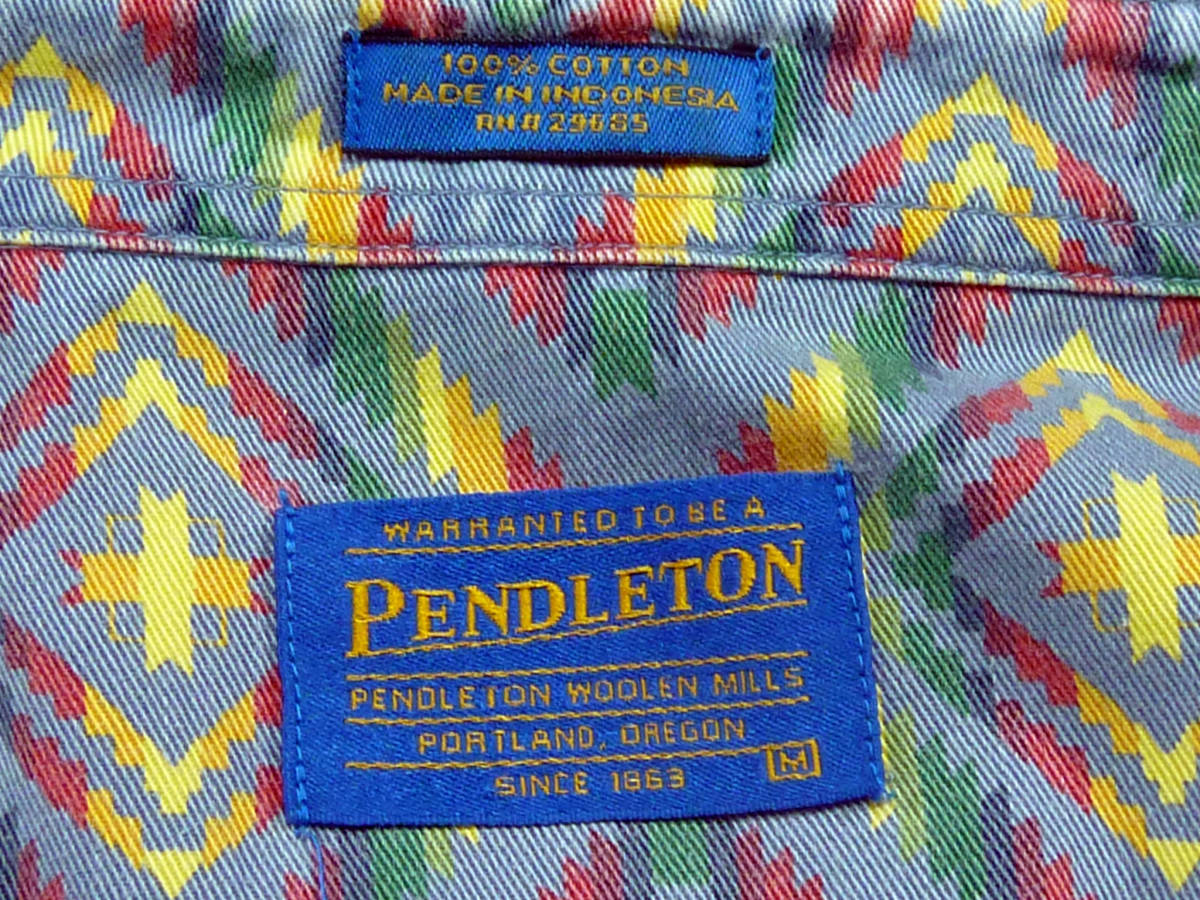 100% COTTON
MADE IN INDONESIA
RN# 29685
WARRANTED TO BE A
PENDLETON
PENDLETON WOOLEN MILLS
PORTLAND, OREGON
SINCE 1863
M